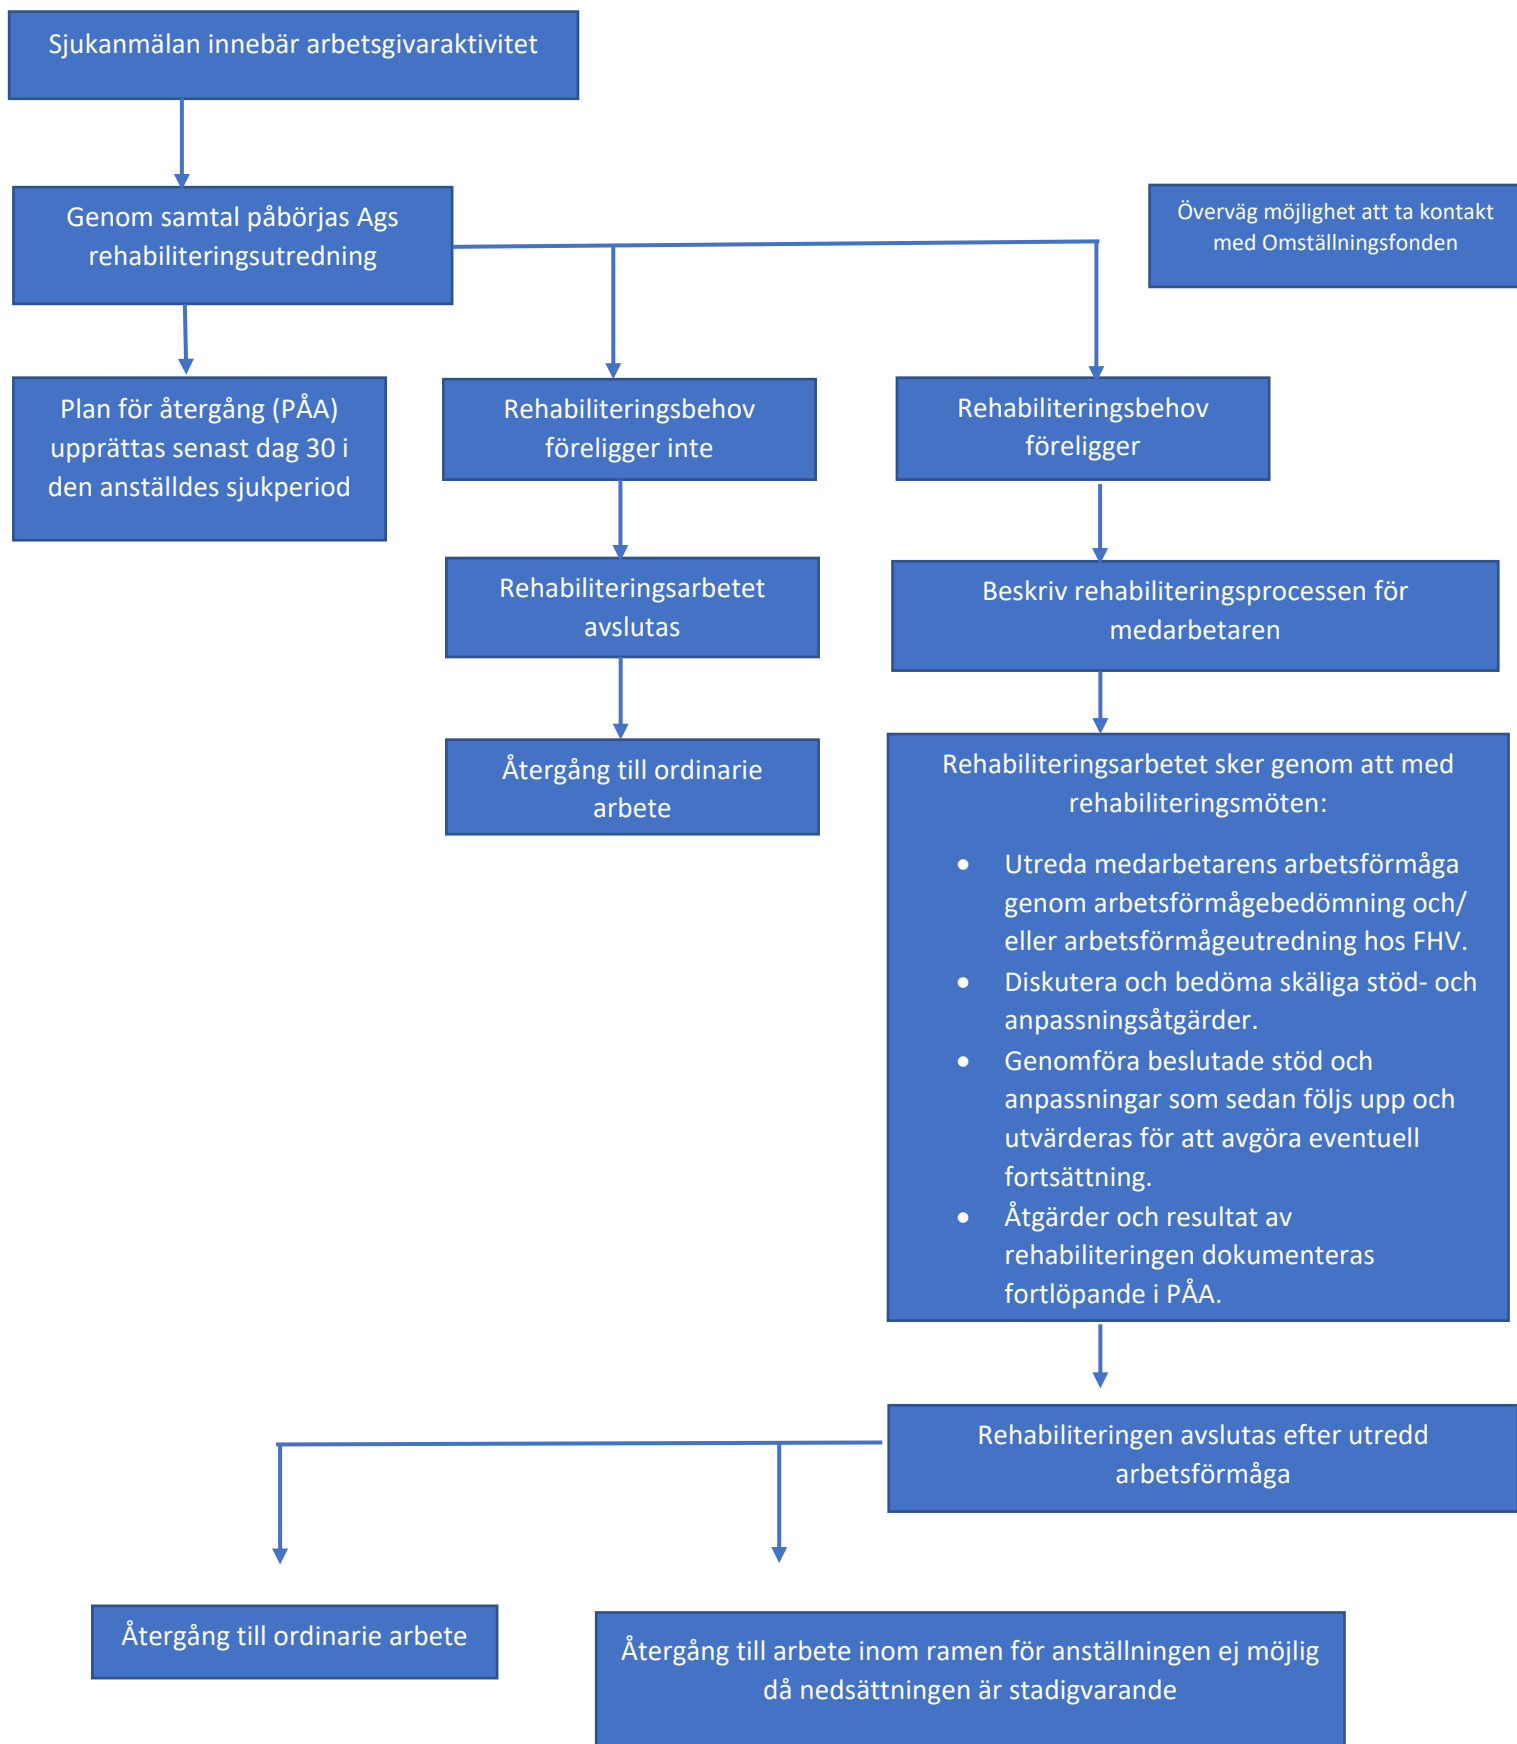 Sjukanmälan innebär arbetsgivaraktivitet
Genom samtal påbörjas Ags
rehabiliteringsutredning
Överväg möjlighet att ta kontakt
med Omställningsfonden
Plan för återgång (PÅA)
upprättas senast dag 30 i
den anställdes sjukperiod
Rehabiliteringsbehov
föreligger inte
Rehabiliteringsbehov
föreligger
Rehabiliteringsarbetet
avslutas
Beskriv rehabiliteringsprocessen för
medarbetaren
Återgång till ordinarie
arbete
Rehabiliteringsarbetet sker genom att med
rehabiliteringsmöten:
• Utreda medarbetarens arbetsförmåga
genom arbetsförmågebedömning och/
eller arbetsförmågeutredning hos FHV.
• Diskutera och bedöma skäliga stöd- och
anpassningsåtgärder.
• Genomföra beslutade stöd och
anpassningar som sedan följs upp och
utvärderas för att avgöra eventuell
fortsättning.
• Åtgärder och resultat av
rehabiliteringen dokumenteras
fortlöpande i PÅA.
Rehabiliteringen avslutas efter utredd
arbetsförmåga
Återgång till ordinarie arbete
Återgång till arbete inom ramen för anställningen ej möjlig
då nedsättningen är stadigvarande